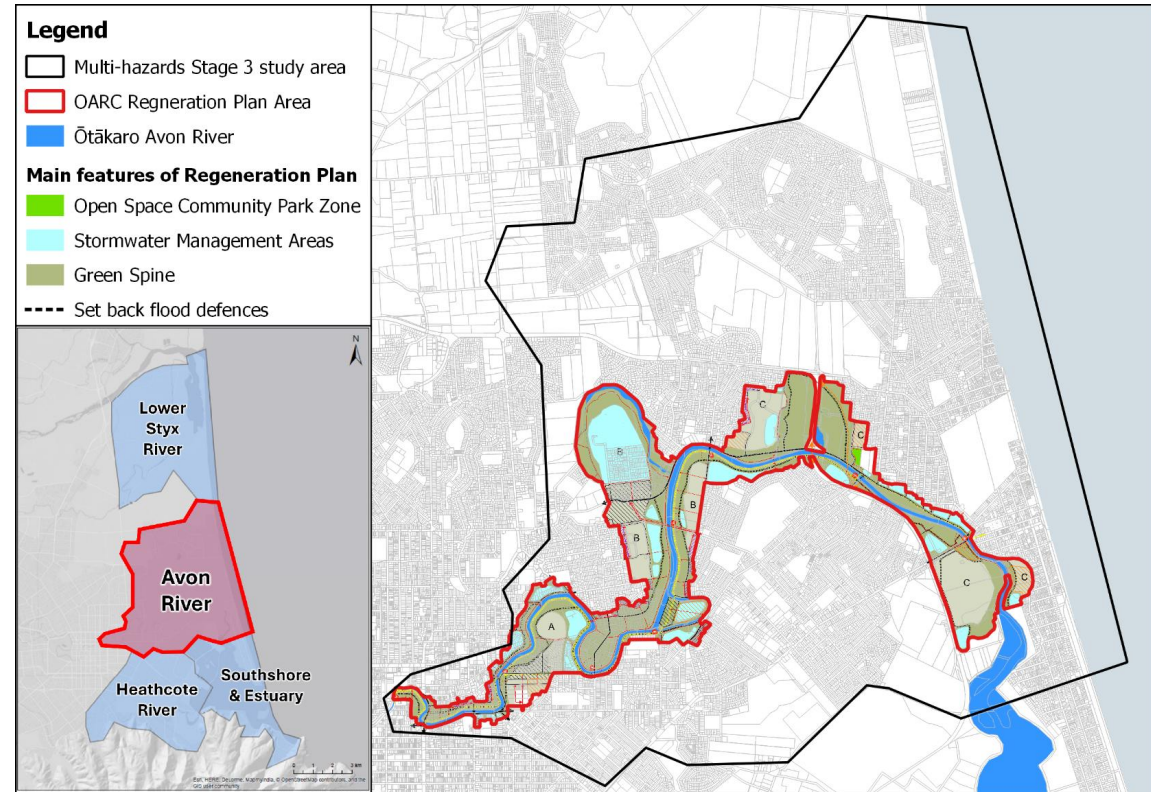 Legend
Multi-hazards Stage 3 study area
OARC Regneration Plan Area
Ōtākaro Avon River
Main features of Regeneration Plan
Open Space Community Park Zone
Stormwater Management Areas
Green Spine
Set back flood defences
N
Lower
Styx
River
Avon
River
Heathcote
River
Southshore
& Estuary
C
C
B
B
B
A
C
C